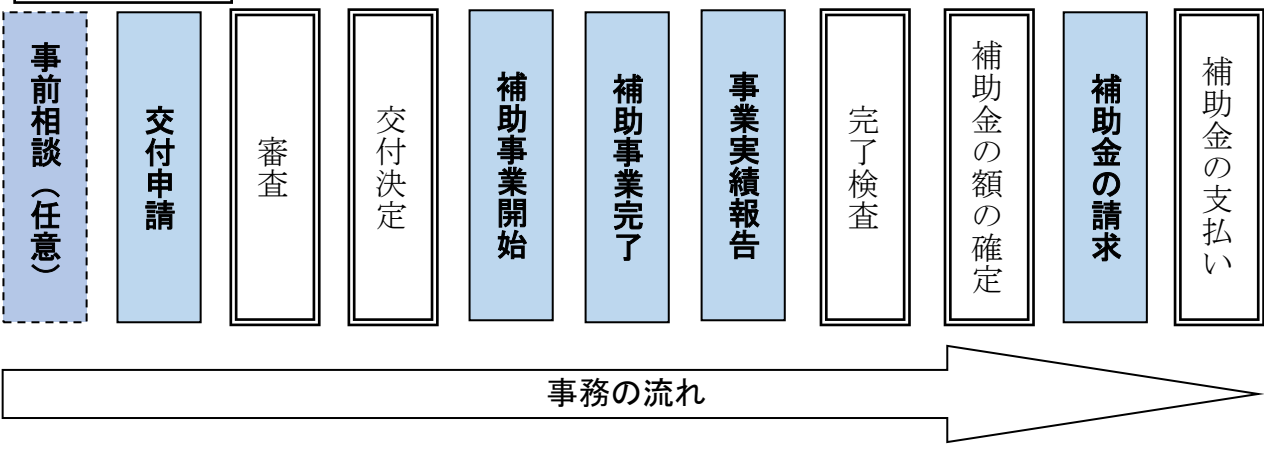 事前相談（任意）
交付申請
審査
交付決定
補助事業開始
補助事業完了
事業実績報告
完了検査
補助金の額の確定
補助金の請求
補助金の支払い
事務の流れ